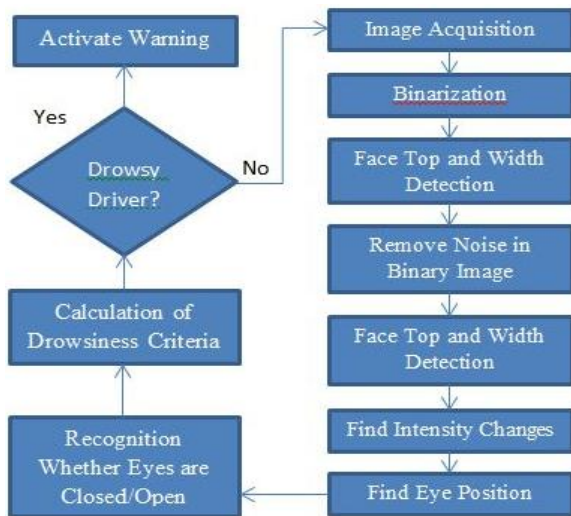 Activate Warning
Image Acquisition
Binarization
Face Top and Width
Detection
Remove Noise in
Binary Image
Face Top and Width
Detection
Find Intensity Changes
Find Eye Position
Recognition
Whether Eyes are
Closed/Open
Calculation of
Drowsiness Criteria
Drowsy
Driver?
Yes
No